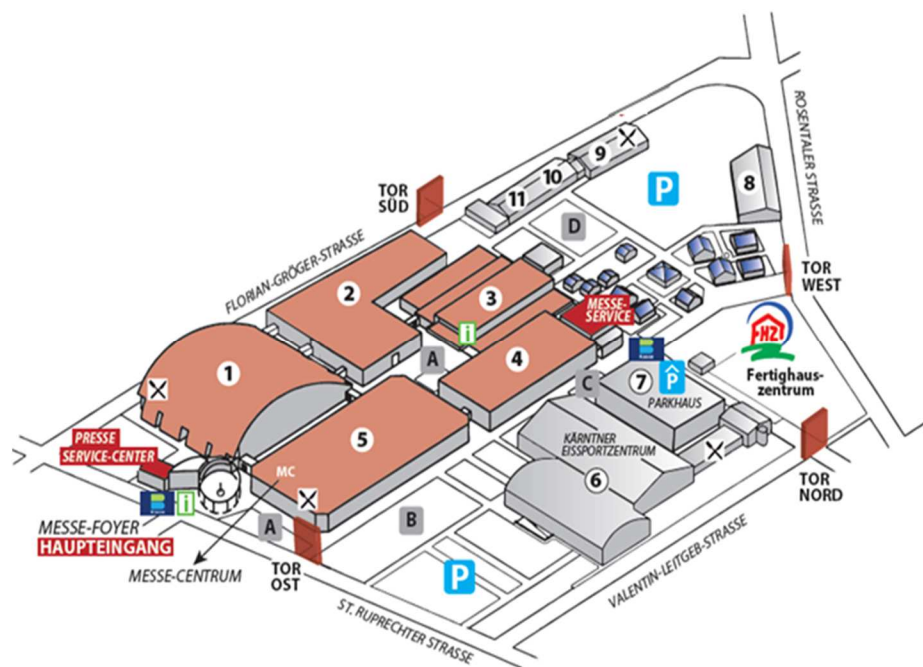 ROSENTALER STRASSE
9
10
11
8
P
TOR
SÜD
D
FLORIAN-GRÖGER-STRASSE
TOR
WEST
2
3
MESSE-
SERVICE
i
A
4
FHZ
Fertighaus-
zentrum
C
7
P
PARKHAUS
1
5
KÄRNTNER
EISSPORTZENTRUM
6
PRESSE
SERVICE-CENTER
MC
TOR
NORD
i
MESSE-FOYER
HAUPTEINGANG
A
B
MESSE-CENTRUM
TOR
OST
P
VALENTIN-LEITGEB-STRASSE
ST. RUPRECHTER STRASSE